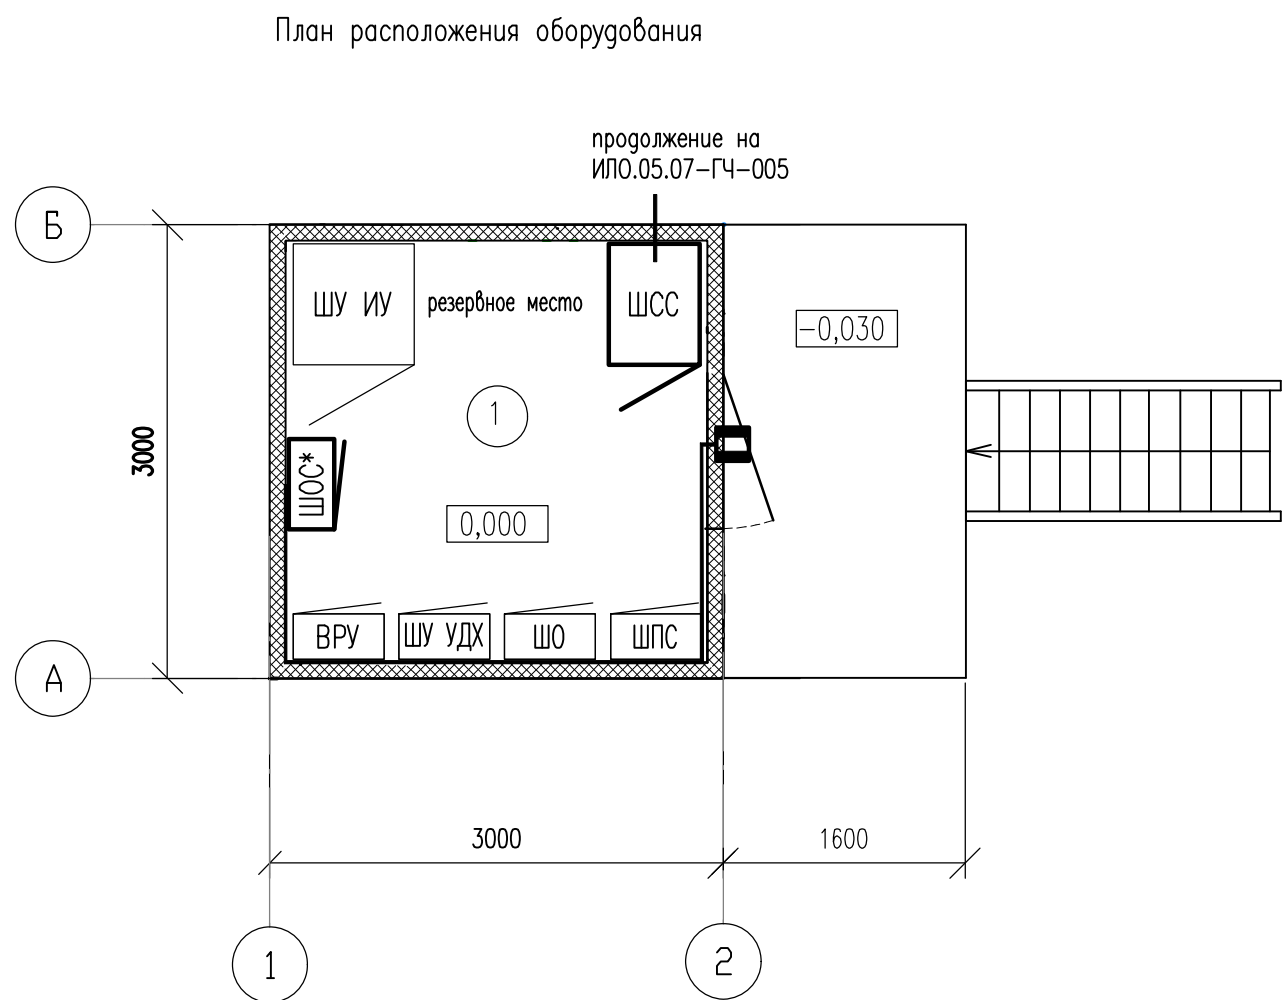 План расположения оборудования
продолжение на
ИЛО.05.07-ГЧ-005
Б
ШУ ИУ
резервное место
ШСС
-0,030
1
3000
ШОС*
0,000
ВРУ
ШУ УДХ
ШО
ШПС
А
3000
1600
1
2